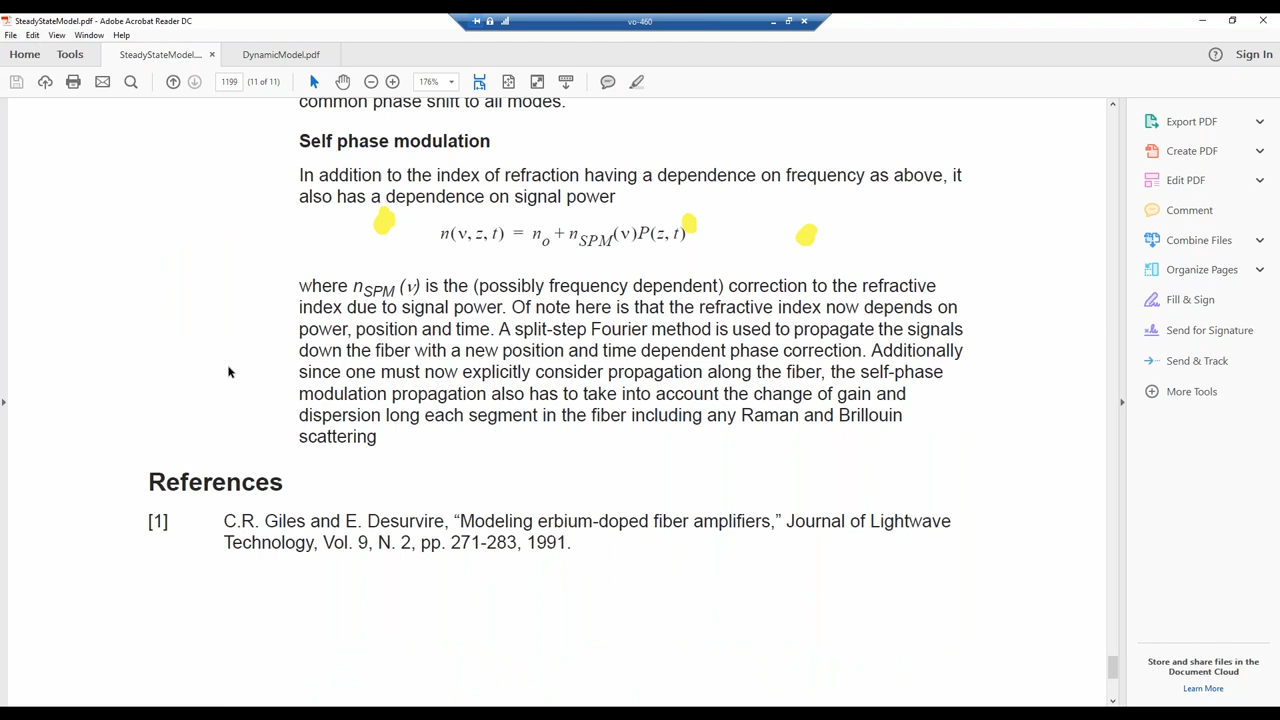 SteadyStateModel.pdf - Adobe Acrobat Reader DC
vo-460
File Edit View Window Help
Home Tools SteadyStateModel.... × DynamicModel.pdf Sign In
1199 (11 of 11) 176%
common phase shift to all modes.
Self phase modulation
In addition to the index of refraction having a dependence on frequency as above, it
also has a dependence on signal power
n(ν, z, t) = n_o + n_SPM(ν)P(z, t)
where n_SPM (ν) is the (possibly frequency dependent) correction to the refractive
index due to signal power. Of note here is that the refractive index now depends on
power, position and time. A split-step Fourier method is used to propagate the signals
down the fiber with a new position and time dependent phase correction. Additionally
since one must now explicitly consider propagation along the fiber, the self-phase
modulation propagation also has to take into account the change of gain and
dispersion long each segment in the fiber including any Raman and Brillouin
scattering
References
[1] C.R. Giles and E. Desurvire, “Modeling erbium-doped fiber amplifiers,” Journal of Lightwave
Technology, Vol. 9, N. 2, pp. 271-283, 1991.
Export PDF
Create PDF
Edit PDF
Comment
Combine Files
Organize Pages
Fill & Sign
Send for Signature
Send & Track
More Tools
Store and share files in the
Document Cloud
Learn More